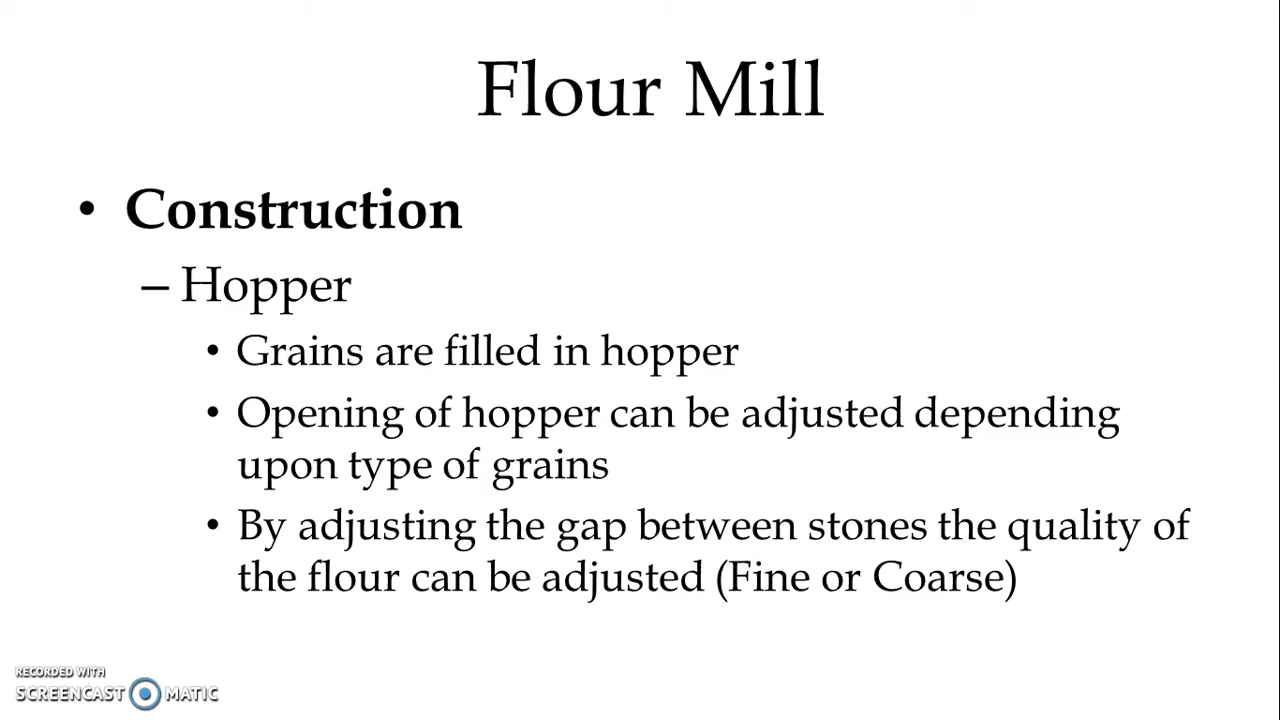 Flour Mill
• Construction
– Hopper
• Grains are filled in hopper
• Opening of hopper can be adjusted depending
upon type of grains
• By adjusting the gap between stones the quality of
the flour can be adjusted (Fine or Coarse)
RECORDED WITH
SCREENCAST MATIC